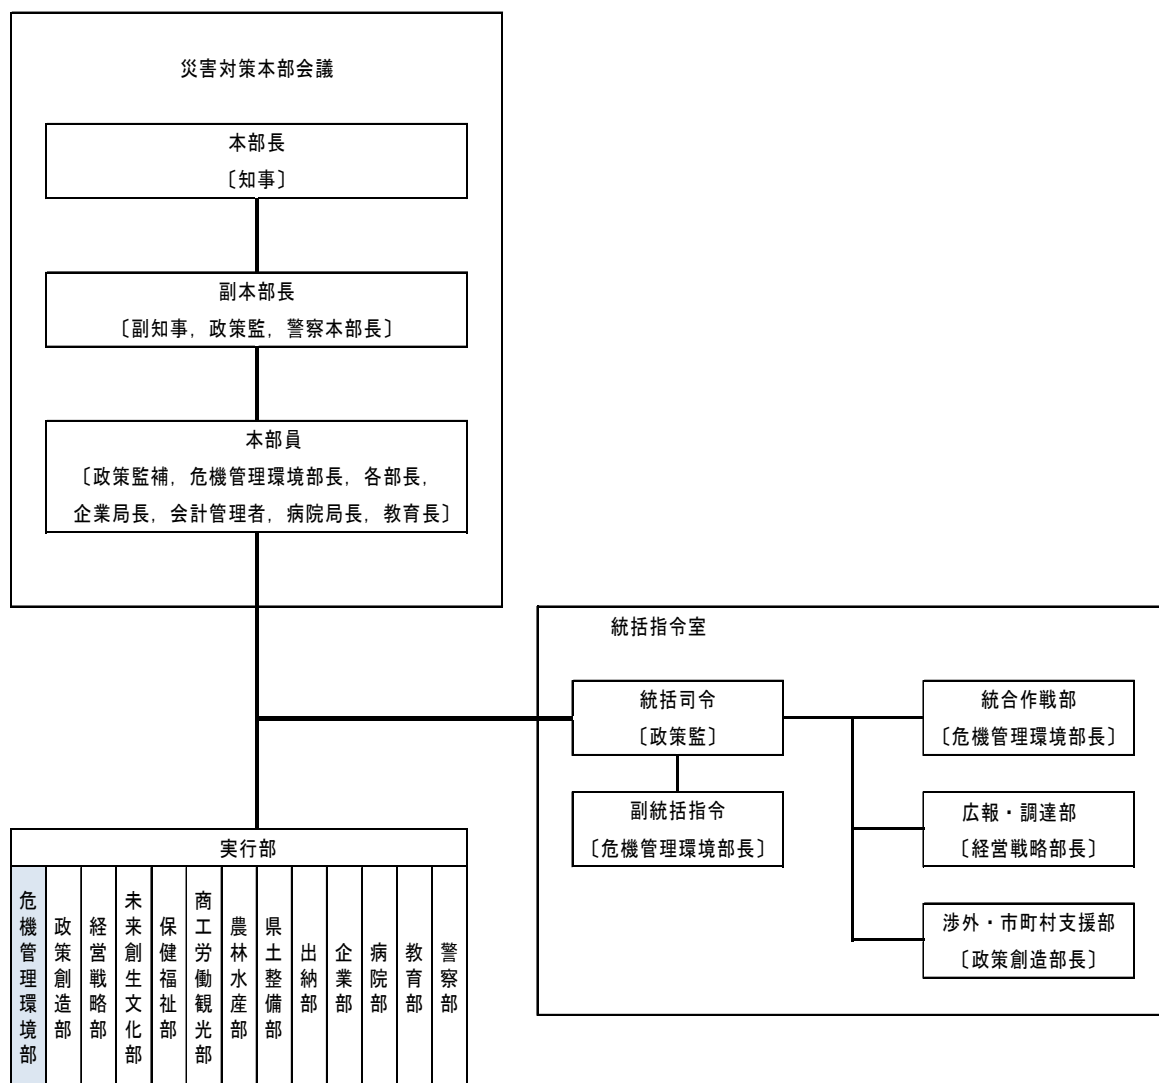 災害対策本部会議
本部長
〔知事〕
副本部長
〔副知事，政策監，警察本部長〕
本部員
〔政策監補，危機管理環境部長，各部長，
企業局長，会計管理者，病院局長，教育長〕
統括指令室
統括司令
〔政策監〕
副統括指令
〔危機管理環境部長〕
統合作戦部
〔危機管理環境部長〕
広報・調達部
〔経営戦略部長〕
渉外・市町村支援部
〔政策創造部長〕
実行部
危機管理環境部
政策創造部
経営戦略部
未来創生文化部
保健福祉部
商工労働観光部
農林水産部
県土整備部
出納部
企業部
病院部
教育部
警察部